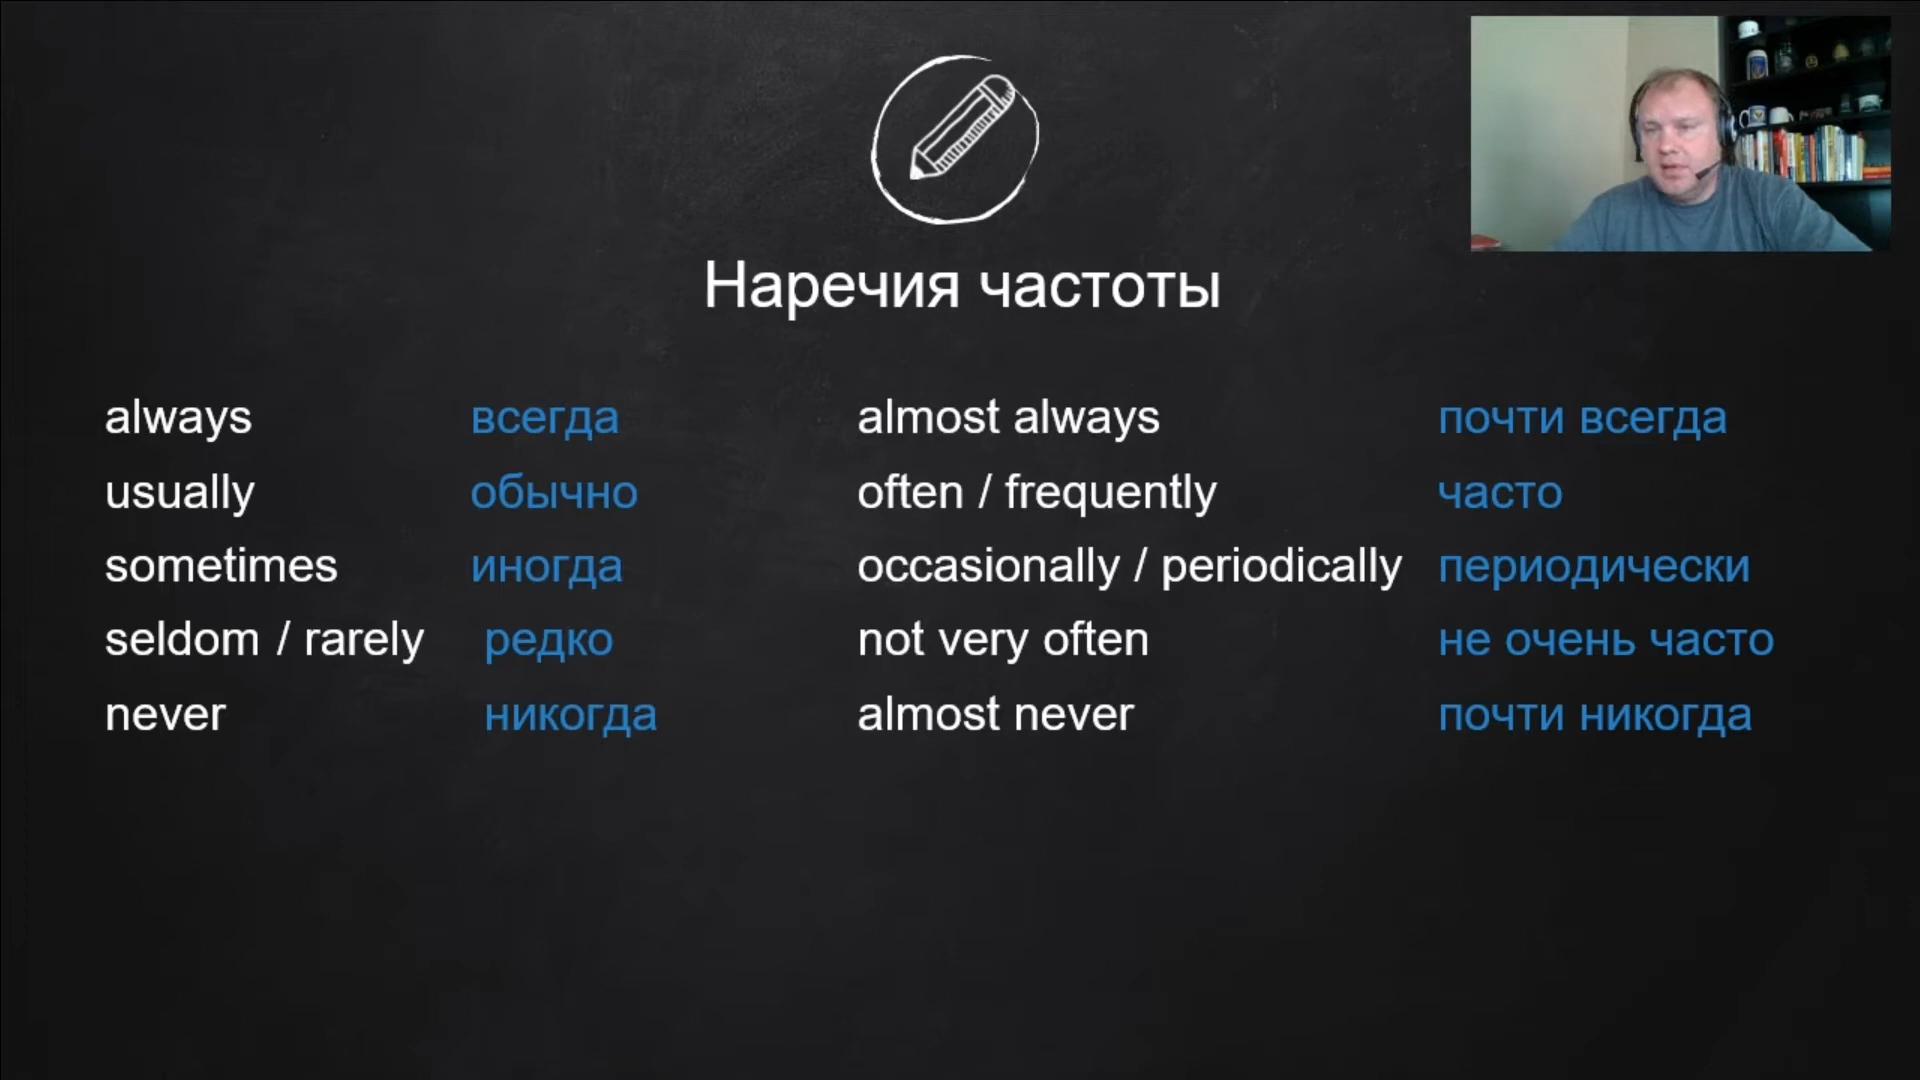 Наречия частоты
always всегда almost always почти всегда
usually обычно often / frequently часто
sometimes иногда occasionally / periodically периодически
seldom / rarely редко not very often не очень часто
never никогда almost never почти никогда